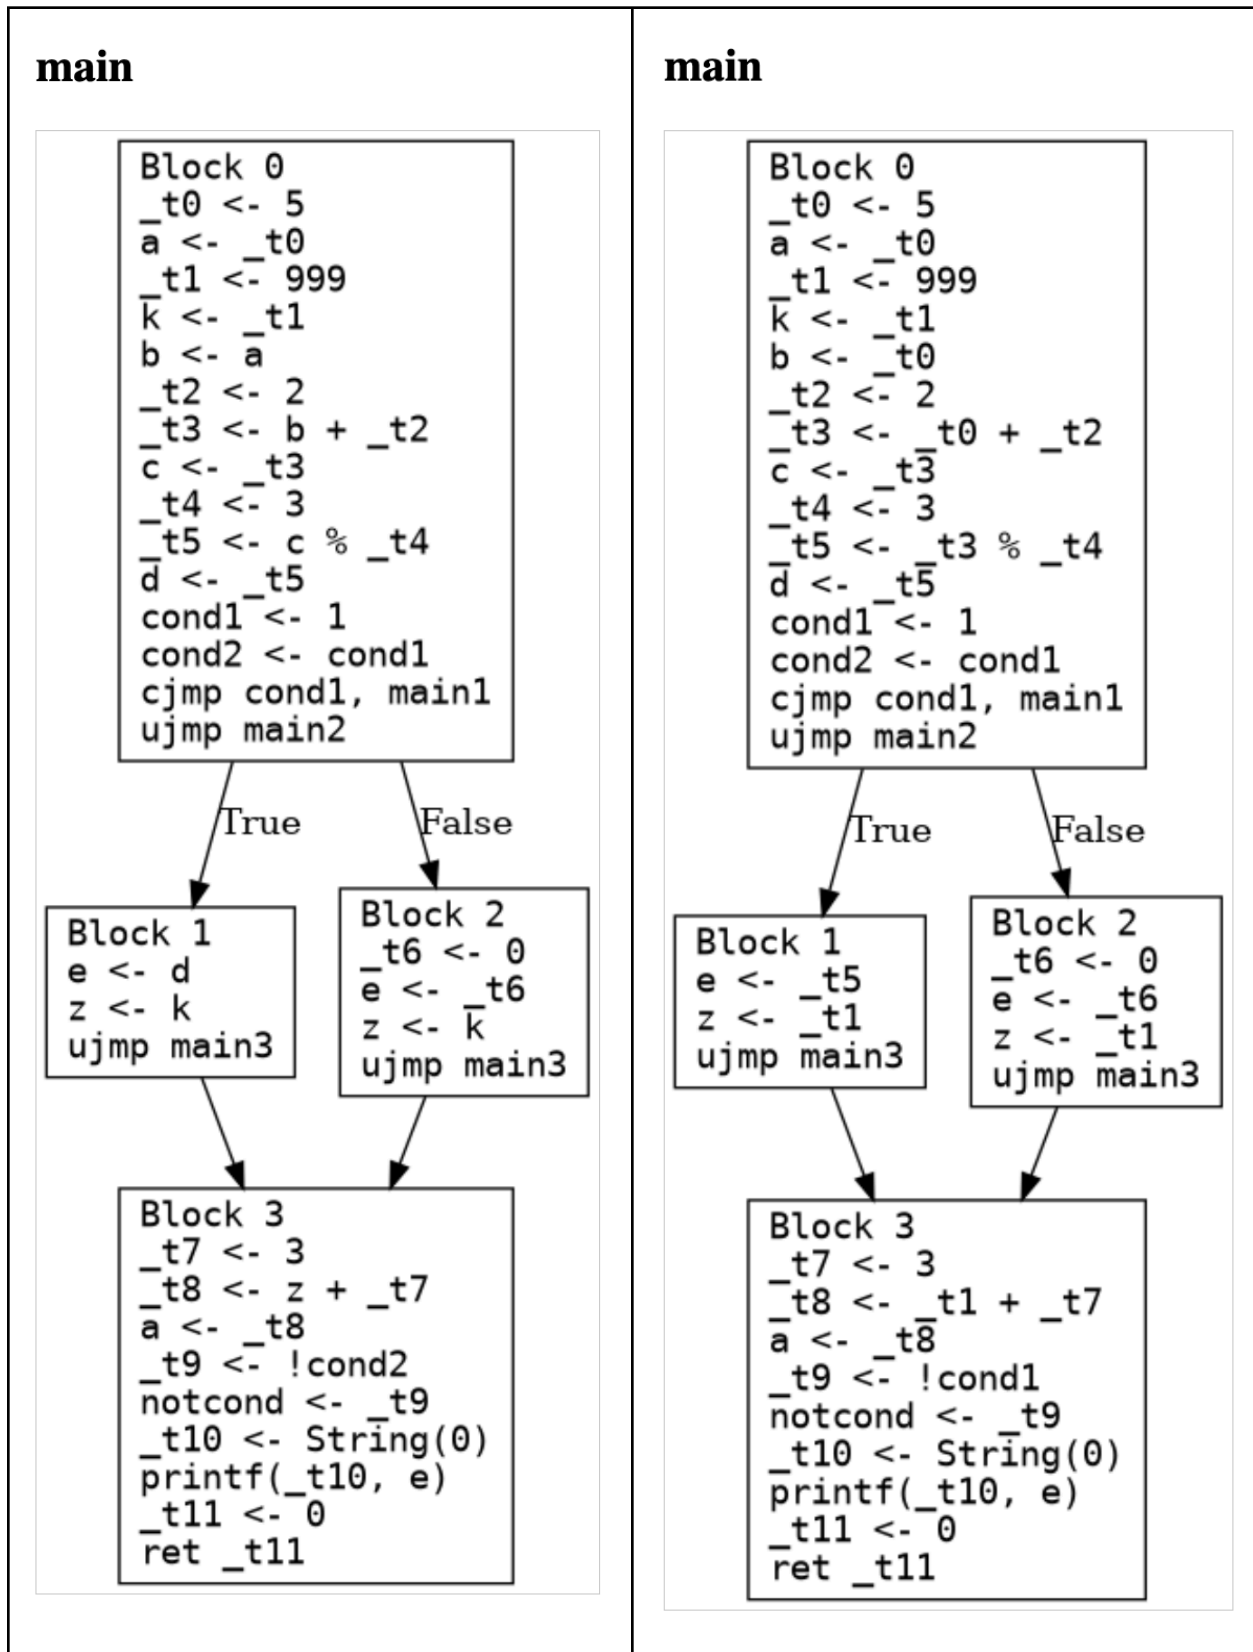 main
Block 0
_t0 <- 5
a <- _t0
_t1 <- 999
k <- _t1
b <- a
_t2 <- 2
_t3 <- b + _t2
c <- _t3
_t4 <- 3
_t5 <- c % _t4
d <- _t5
cond1 <- 1
cond2 <- cond1
cjmp cond1, main1
ujmp main2
True
False
Block 1
e <- d
z <- k
ujmp main3
Block 2
_t6 <- 0
e <- _t6
z <- k
ujmp main3
Block 3
_t7 <- 3
_t8 <- z + _t7
a <- _t8
_t9 <- !cond2
notcond <- _t9
_t10 <- String(0)
printf(_t10, e)
_t11 <- 0
ret _t11
main
Block 0
_t0 <- 5
a <- _t0
_t1 <- 999
k <- _t1
b <- _t0
_t2 <- 2
_t3 <- _t0 + _t2
c <- _t3
_t4 <- 3
_t5 <- _t3 % _t4
d <- _t5
cond1 <- 1
cond2 <- cond1
cjmp cond1, main1
ujmp main2
True
False
Block 1
e <- _t5
z <- _t1
ujmp main3
Block 2
_t6 <- 0
e <- _t6
z <- _t1
ujmp main3
Block 3
_t7 <- 3
_t8 <- _t1 + _t7
a <- _t8
_t9 <- !cond1
notcond <- _t9
_t10 <- String(0)
printf(_t10, e)
_t11 <- 0
ret _t11